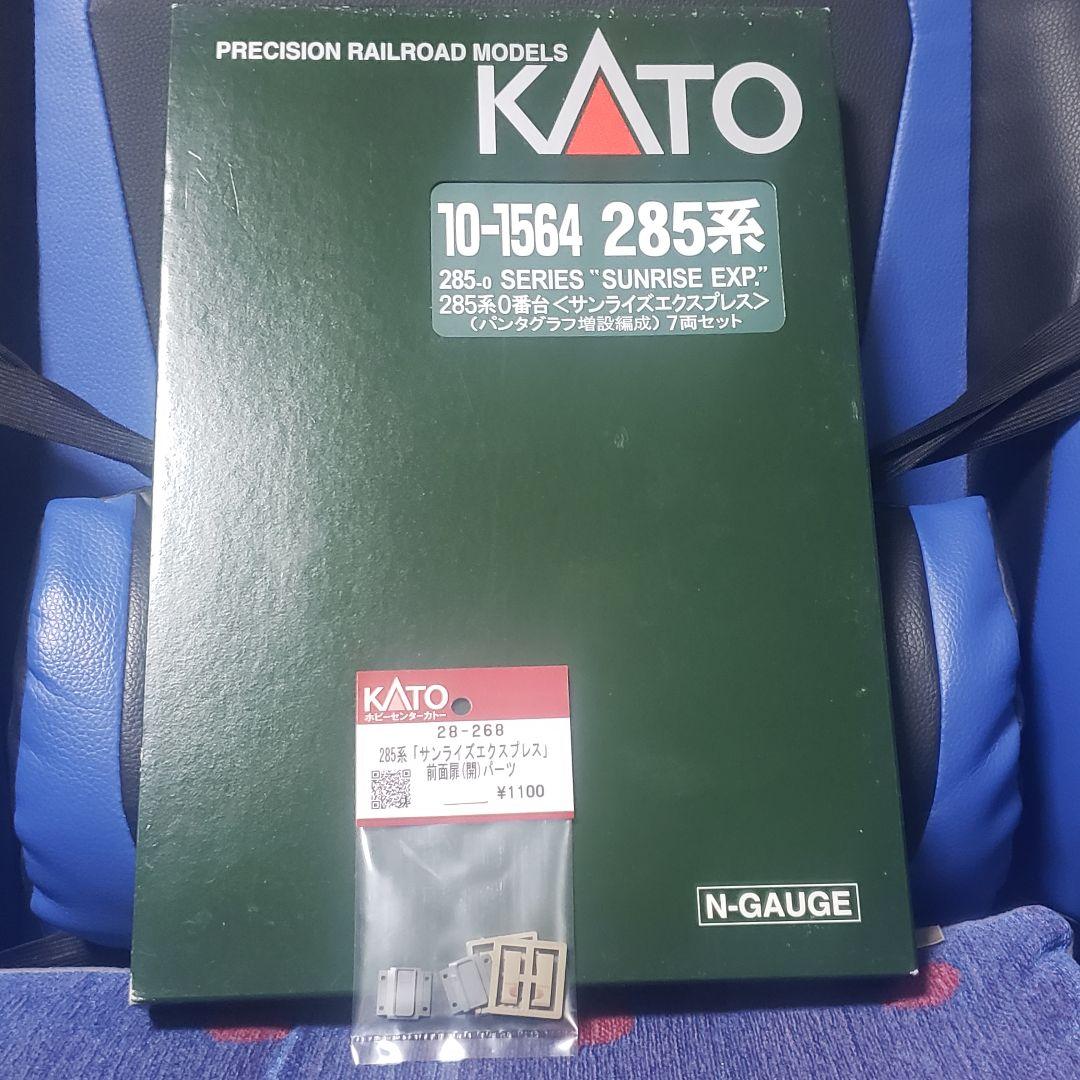 PRECISION RAILROAD MODELS
KATO
10-1564 285系
285-0 SERIES "SUNRISE EXP."
285系0番台<サンライズエクスプレス>
(パンタグラフ増設編成) 7両セット
KATO
ホビーセンターカトー
28-268
285系「サンライズエクスプレス」
前面扉(開)パーツ
¥1100
N-GAUGE